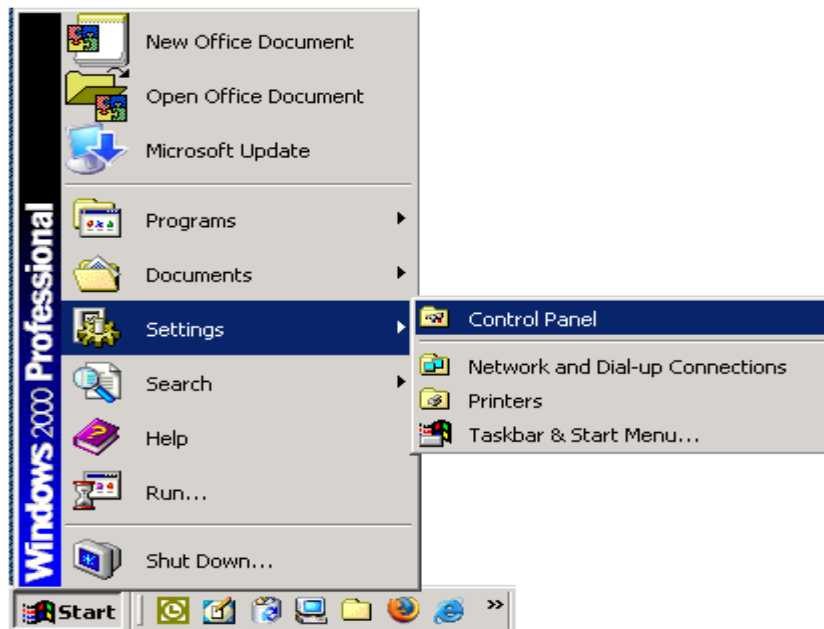 New Office Document
Open Office Document
Microsoft Update
Programs
Documents
Settings
Search
Help
Run...
Shut Down...
Control Panel
Network and Dial-up Connections
Printers
Taskbar & Start Menu...
Windows 2000 Professional
Start
»